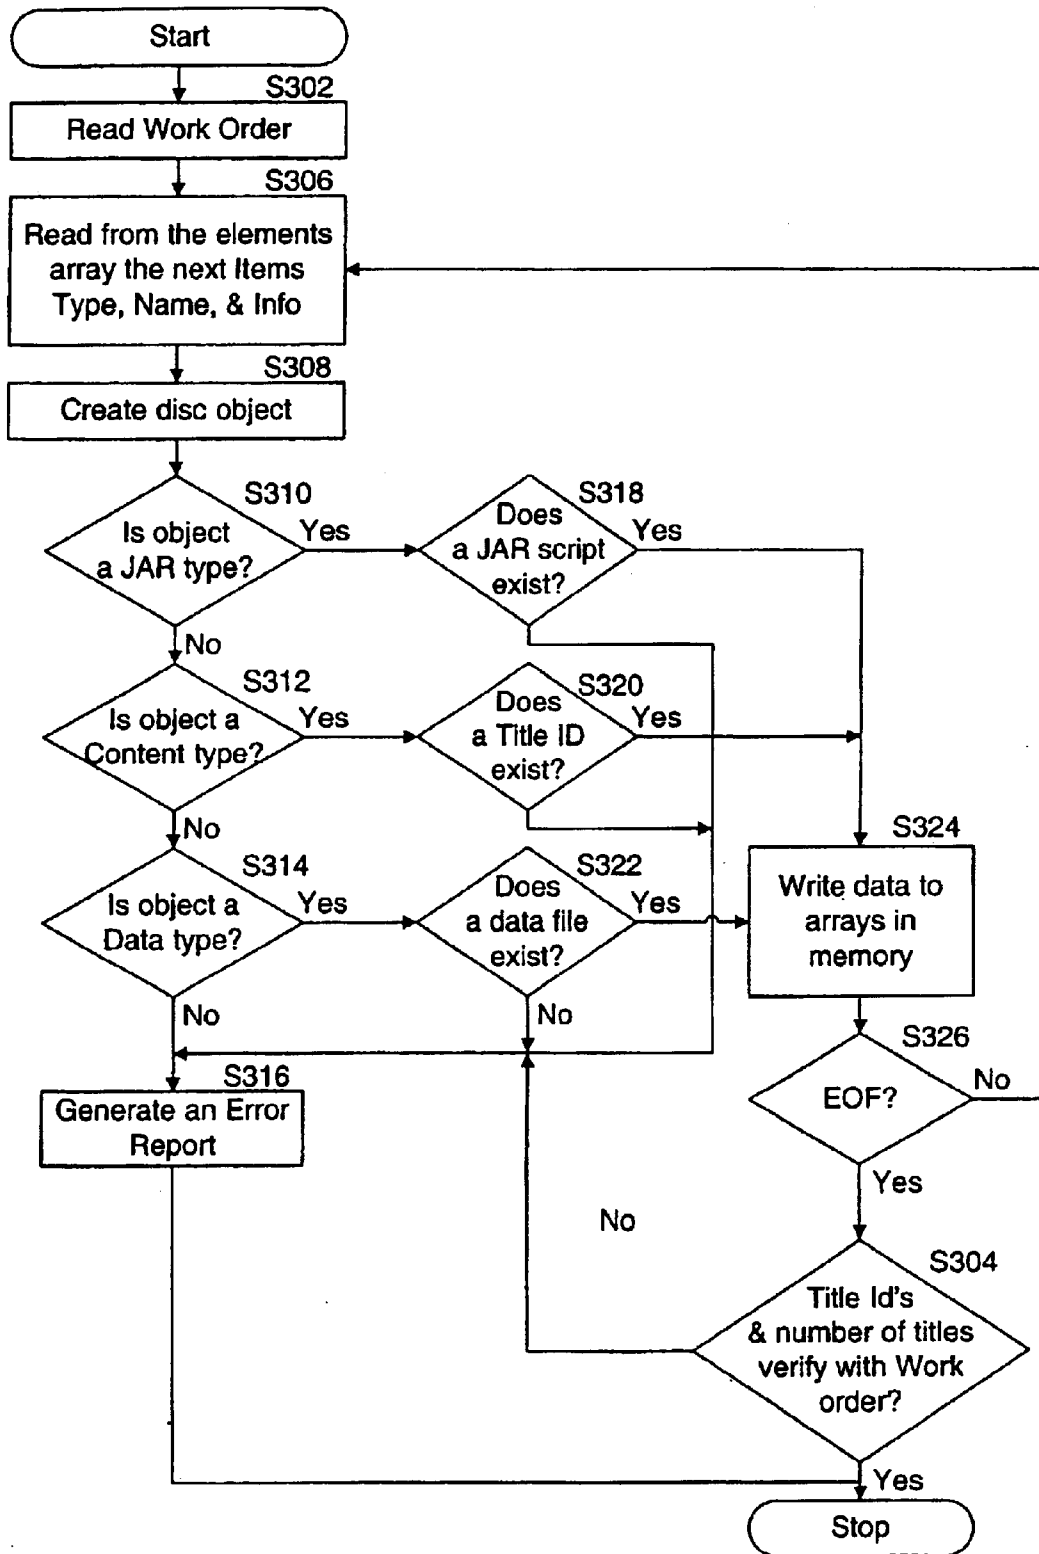 Start
S302
Read Work Order
S306
Read from the elements
array the next Items
Type, Name, & Info
S308
Create disc object
S310
Is object
a JAR type?
Yes
No
S318
Does
a JAR script
exist?
Yes
S312
Is object a
Content type?
Yes
No
S320
Does
a Title ID
exist?
Yes
S314
Is object a
Data type?
Yes
No
S322
Does
a data file
exist?
Yes
No
S324
Write data to
arrays in
memory
S316
Generate an Error
Report
S326
EOF?
No
Yes
No
S304
Title Id's
& number of titles
verify with Work
order?
Yes
Stop